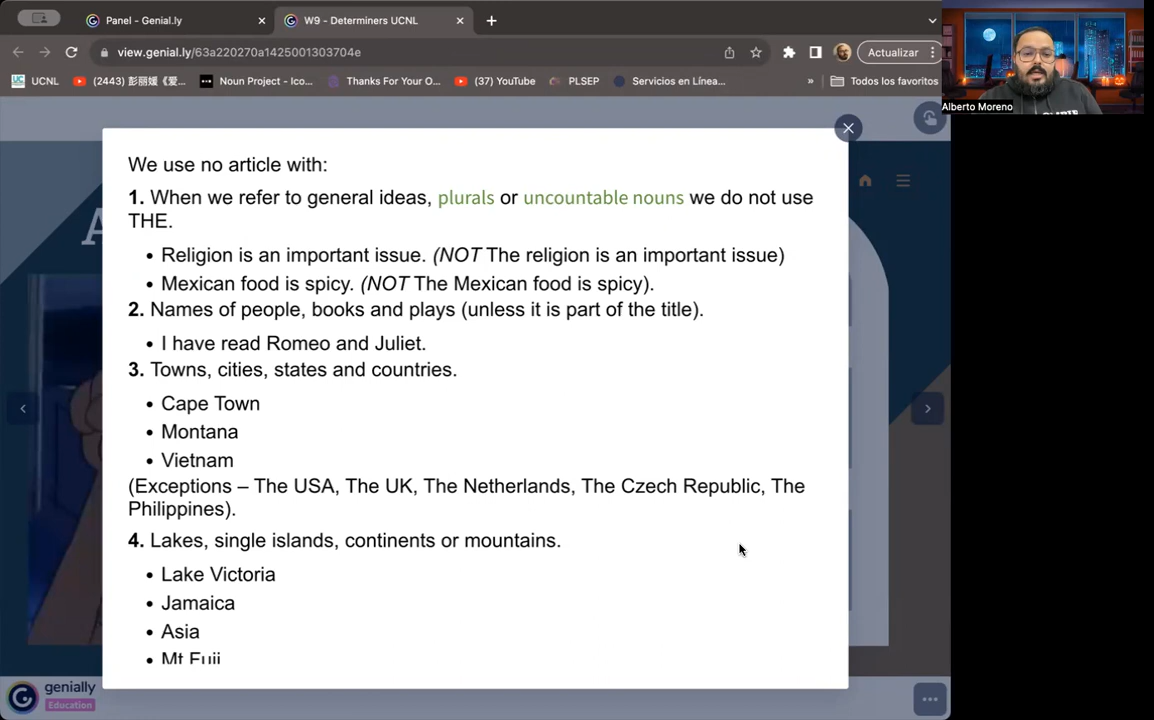 Panel - Genial.ly
W9 - Determiners UCNL
view.genial.ly/63a220270a1425001303704e
Actualizar
UCNL
(2443) 彭丽媛《爱...
Noun Project - Ico...
Thanks For Your O...
(37) YouTube
PLSEP
Servicios en Línea...
»
Todos los favoritos
Alberto Moreno
We use no article with:
1. When we refer to general ideas, plurals or uncountable nouns we do not use
THE.
• Religion is an important issue. (NOT The religion is an important issue)
• Mexican food is spicy. (NOT The Mexican food is spicy).
2. Names of people, books and plays (unless it is part of the title).
• I have read Romeo and Juliet.
3. Towns, cities, states and countries.
• Cape Town
• Montana
• Vietnam
(Exceptions – The USA, The UK, The Netherlands, The Czech Republic, The
Philippines).
4. Lakes, single islands, continents or mountains.
• Lake Victoria
• Jamaica
• Asia
• Mt Fuji
genially
Education